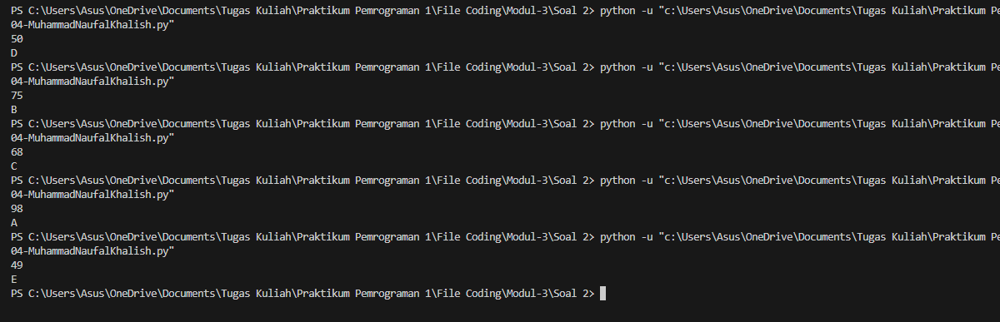 PS C:\Users\Asus\OneDrive\Documents\Tugas Kuliah\Praktikum Pemrograman 1\File Coding\Modul-3\Soal 2> python -u "c:\Users\Asus\OneDrive\Documents\Tugas Kuliah\Praktikum Pe
04-MuhammadNaufalKhalish.py"
50
D
PS C:\Users\Asus\OneDrive\Documents\Tugas Kuliah\Praktikum Pemrograman 1\File Coding\Modul-3\Soal 2> python -u "c:\Users\Asus\OneDrive\Documents\Tugas Kuliah\Praktikum Pe
04-MuhammadNaufalKhalish.py"
75
B
PS C:\Users\Asus\OneDrive\Documents\Tugas Kuliah\Praktikum Pemrograman 1\File Coding\Modul-3\Soal 2> python -u "c:\Users\Asus\OneDrive\Documents\Tugas Kuliah\Praktikum Pe
04-MuhammadNaufalKhalish.py"
68
C
PS C:\Users\Asus\OneDrive\Documents\Tugas Kuliah\Praktikum Pemrograman 1\File Coding\Modul-3\Soal 2> python -u "c:\Users\Asus\OneDrive\Documents\Tugas Kuliah\Praktikum Pe
04-MuhammadNaufalKhalish.py"
98
A
PS C:\Users\Asus\OneDrive\Documents\Tugas Kuliah\Praktikum Pemrograman 1\File Coding\Modul-3\Soal 2> python -u "c:\Users\Asus\OneDrive\Documents\Tugas Kuliah\Praktikum Pe
04-MuhammadNaufalKhalish.py"
49
E
PS C:\Users\Asus\OneDrive\Documents\Tugas Kuliah\Praktikum Pemrograman 1\File Coding\Modul-3\Soal 2>